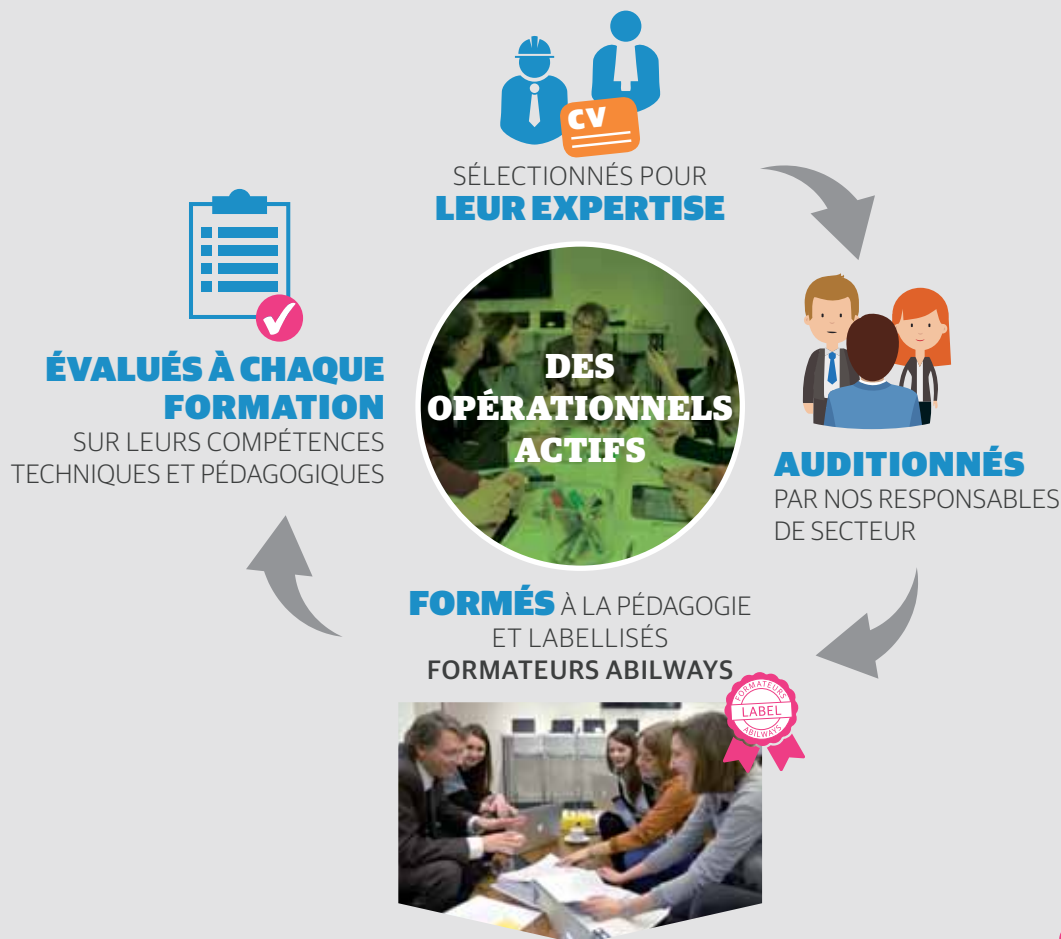 CV
SÉLECTIONNÉS POUR
LEUR EXPERTISE
DES
OPÉRATIONNELS
ACTIFS
AUDITIONNÉS
PAR NOS RESPONSABLES
DE SECTEUR
FORMÉS À LA PÉDAGOGIE
ET LABELLISÉS
FORMATEURS ABILWAYS
FORMATEURS
LABEL
ABILWAYS
ÉVALUÉS À CHAQUE
FORMATION
SUR LEURS COMPÉTENCES
TECHNIQUES ET PÉDAGOGIQUES